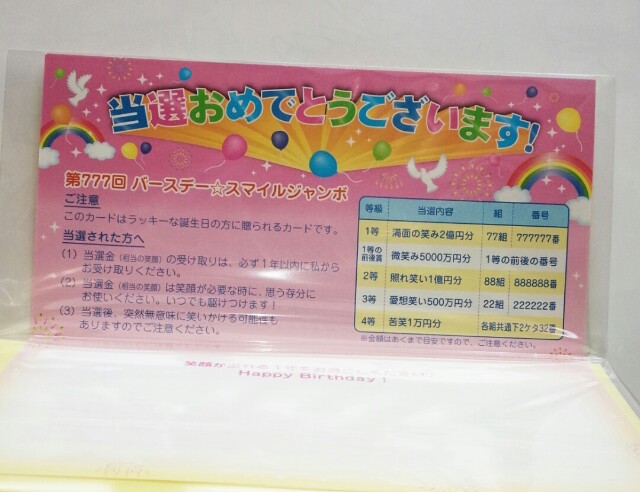 当選おめでとうございます!
第777回 バースデー☆スマイルジャンボ
ご注意
このカードはラッキーな誕生日の方に贈られるカードです。
当選された方へ
(1) 当選金(相当の笑顔)の受け取りは、必ず1年以内に私から
お受け取りください。
(2) 当選金(相当の笑顔)は笑顔が必要な時に、思う存分に
お使いください。いつでも駆けつけます!
(3) 当選後、突然無意味に笑いかける可能性も
ありますのでご注意ください。
等級 当選内容 組 番号
1等 満面の笑み2億円分 77組 777777番
1等の前後賞 微笑み5000万円分 1等の前後の番号
2等 照れ笑い1億円分 88組 888888番
3等 愛想笑い500万円分 22組 222222番
4等 苦笑1万円分 各組共通下2ケタ32番
※金額はあくまで目安ですので、ご注意ください。
Happy Birthday!